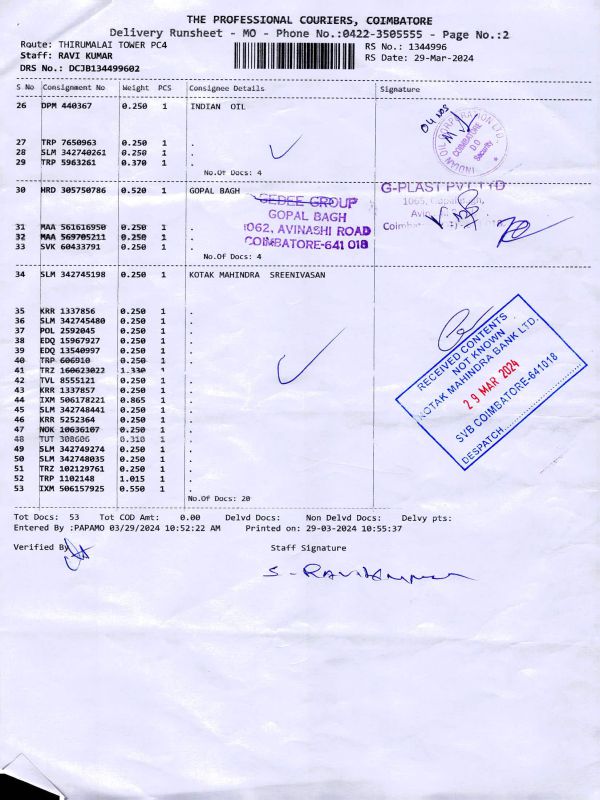 THE PROFESSIONAL COURIERS, COIMBATORE
Delivery Runsheet - MO - Phone No.:0422-3505555 - Page No.:2
Route: THIRUMALAI TOWER PC4
RS No.: 1344996
Staff: RAVI KUMAR
RS Date: 29-Mar-2024
DRS No.: DCJB134499602
S No Consignment No Weight PCS Consignee Details Signature
26 DPM 440367 0.250 1 INDIAN OIL
INDIAN OIL CORPORATION LTD.
COIMBATORE
D O
Security
27 TRP 7650963 0.250 1 .
28 SLM 342740261 0.250 1 .
29 TRP 5963261 0.370 1 .
No.Of Docs: 4
30 HRD 305750786 0.520 1 GOPAL BAGH
GEDEE GROUP
GOPAL BAGH
1062, AVINASHI ROAD
COIMBATORE-641 018
G-PLAST PVT LTD
31 MAA 561616950 0.250 1 .
32 MAA 569705211 0.250 1 .
33 SVK 60433791 0.250 1 .
No.Of Docs: 4
34 SLM 342745198 0.250 1 KOTAK MAHINDRA SREENIVASAN
35 KRR 1337856 0.250 1 .
36 SLM 342745480 0.250 1 .
37 POL 2592045 0.250 1 .
38 EDQ 15967927 0.250 1 .
39 EDQ 13540997 0.250 1 .
40 TRP 606910 0.250 1 .
41 TRZ 160623022 1.330 1 .
42 TVL 8555121 0.250 1 .
43 KRR 1337857 0.250 1 .
44 IXM 506178221 0.865 1 .
45 SLM 342748441 0.250 1 .
46 KRR 5252364 0.250 1 .
47 NOK 10636107 0.250 1 .
48 TUT 308606 0.310 1 .
49 SLM 342749274 0.250 1 .
50 SLM 342748035 0.250 1 .
51 TRZ 102129761 0.250 1 .
52 TRP 1102148 1.015 1 .
53 IXM 506157925 0.550 1 .
No.Of Docs: 20
RECEIVED CONTENTS
NOT KNOWN
KOTAK MAHINDRA BANK LTD.
29 MAR 2024
SVB COIMBATORE-641018
DESPATCH..........
Tot Docs: 53 Tot COD Amt: 0.00 Delvd Docs: Non Delvd Docs: Delvy pts:
Entered By :PAPAMO 03/29/2024 10:52:22 AM Printed on: 29-03-2024 10:55:37
Verified By
Staff Signature
S. Ravikumar